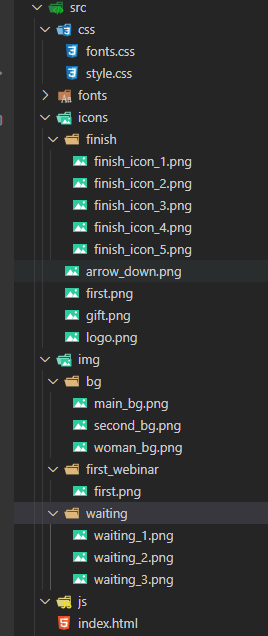 src
css
fonts.css
style.css
fonts
icons
finish
finish_icon_1.png
finish_icon_2.png
finish_icon_3.png
finish_icon_4.png
finish_icon_5.png
arrow_down.png
first.png
gift.png
logo.png
img
bg
main_bg.png
second_bg.png
woman_bg.png
first_webinar
first.png
waiting
waiting_1.png
waiting_2.png
waiting_3.png
js
index.html